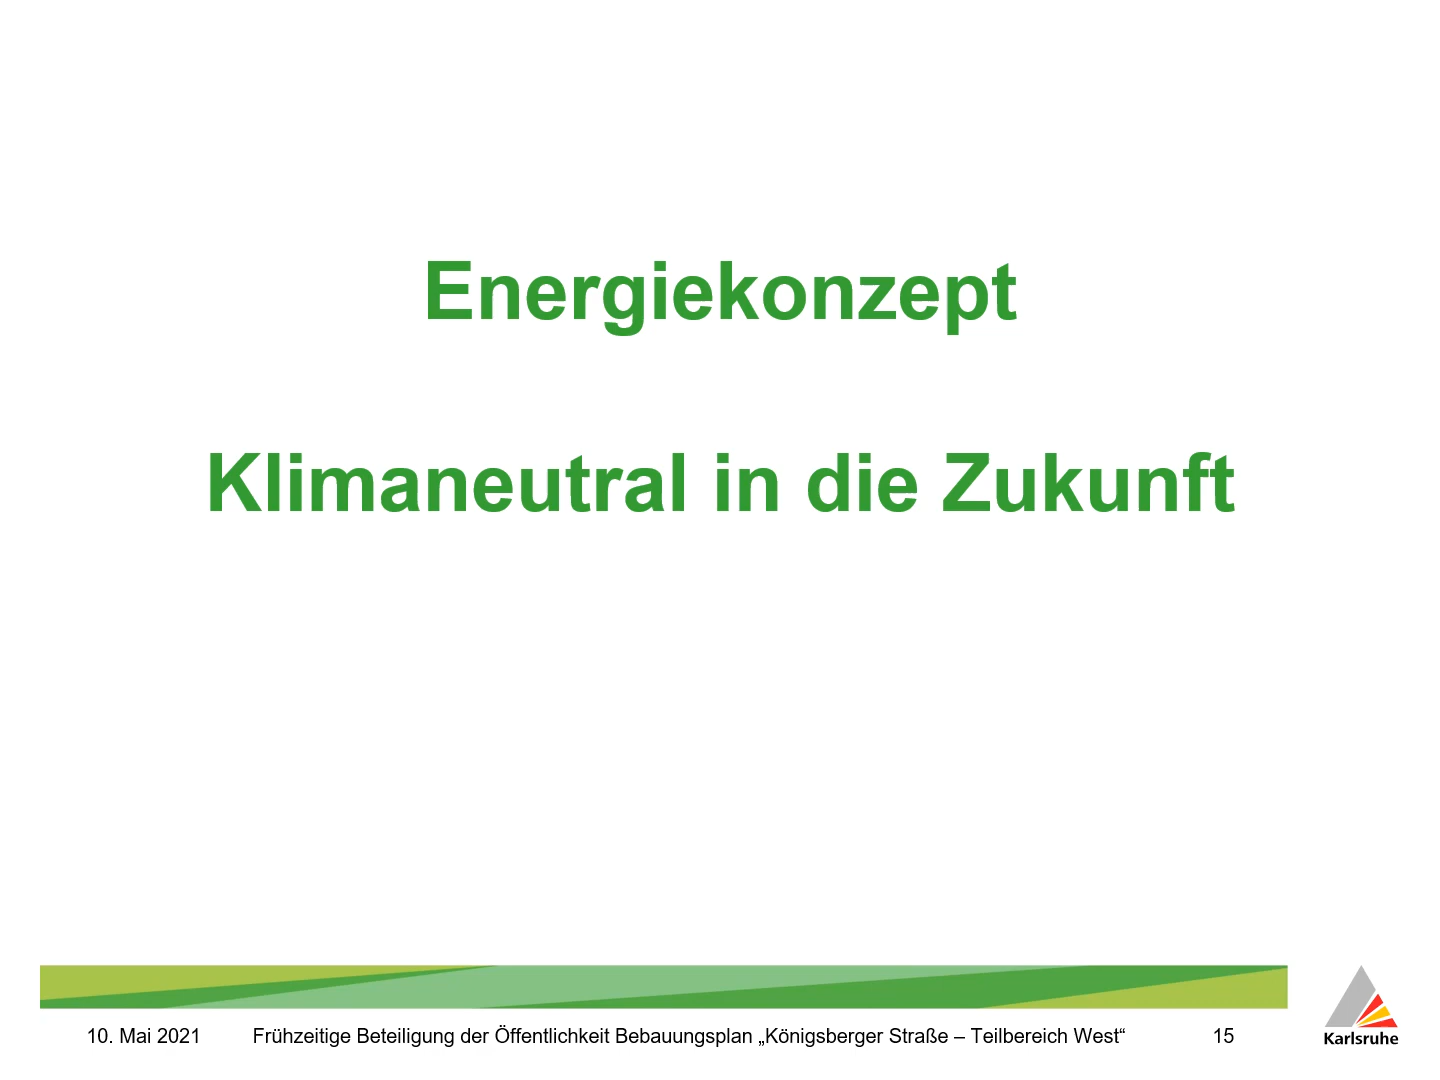 Energiekonzept
Klimaneutral in die Zukunft
10. Mai 2021 Frühzeitige Beteiligung der Öffentlichkeit Bebauungsplan „Königsberger Straße – Teilbereich West“ 15
Karlsruhe